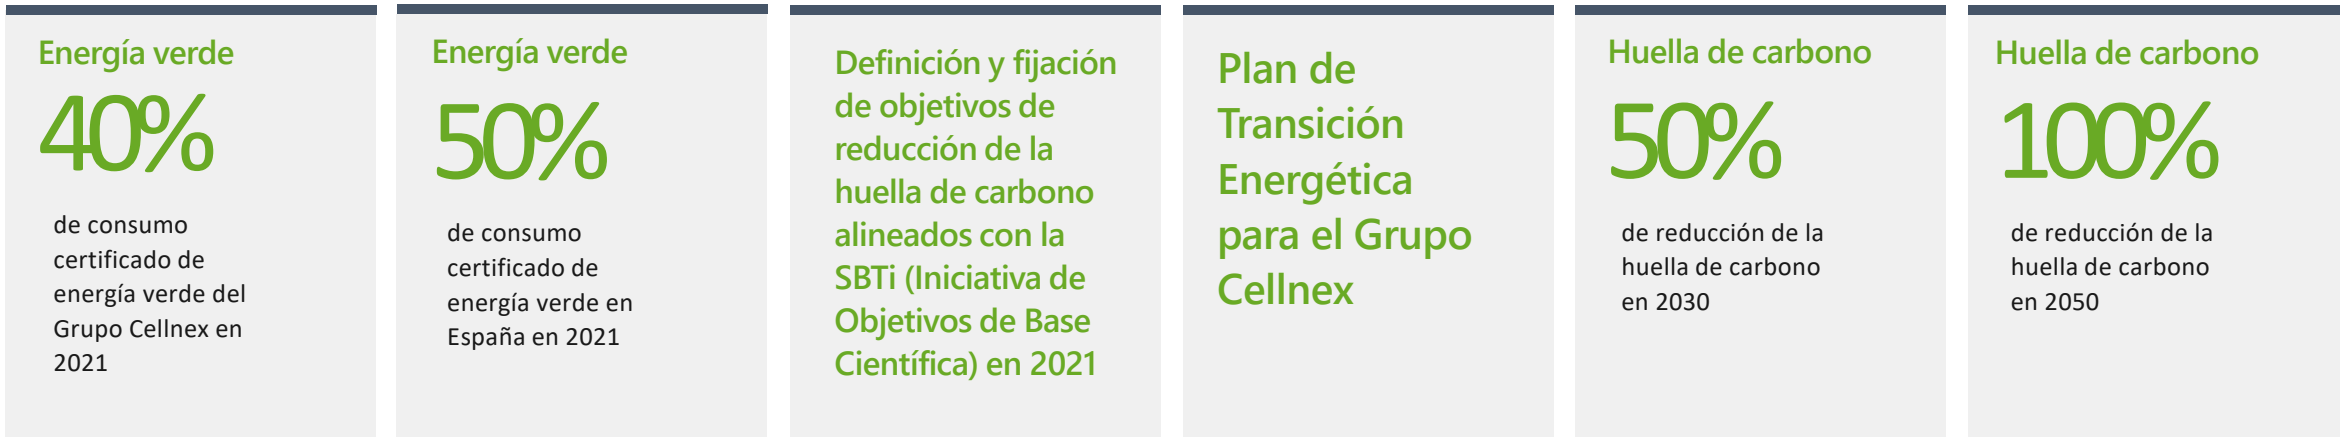 Energía verde
40%
de consumo
certificado de
energía verde del
Grupo Cellnex en
2021
Energía verde
50%
de consumo
certificado de
energía verde en
España en 2021
Definición y fijación
de objetivos de
reducción de la
huella de carbono
alineados con la
SBTi (Iniciativa de
Objetivos de Base
Científica) en 2021
Plan de
Transición
Energética
para el Grupo
Cellnex
Huella de carbono
50%
de reducción de la
huella de carbono
en 2030
Huella de carbono
100%
de reducción de la
huella de carbono
en 2050